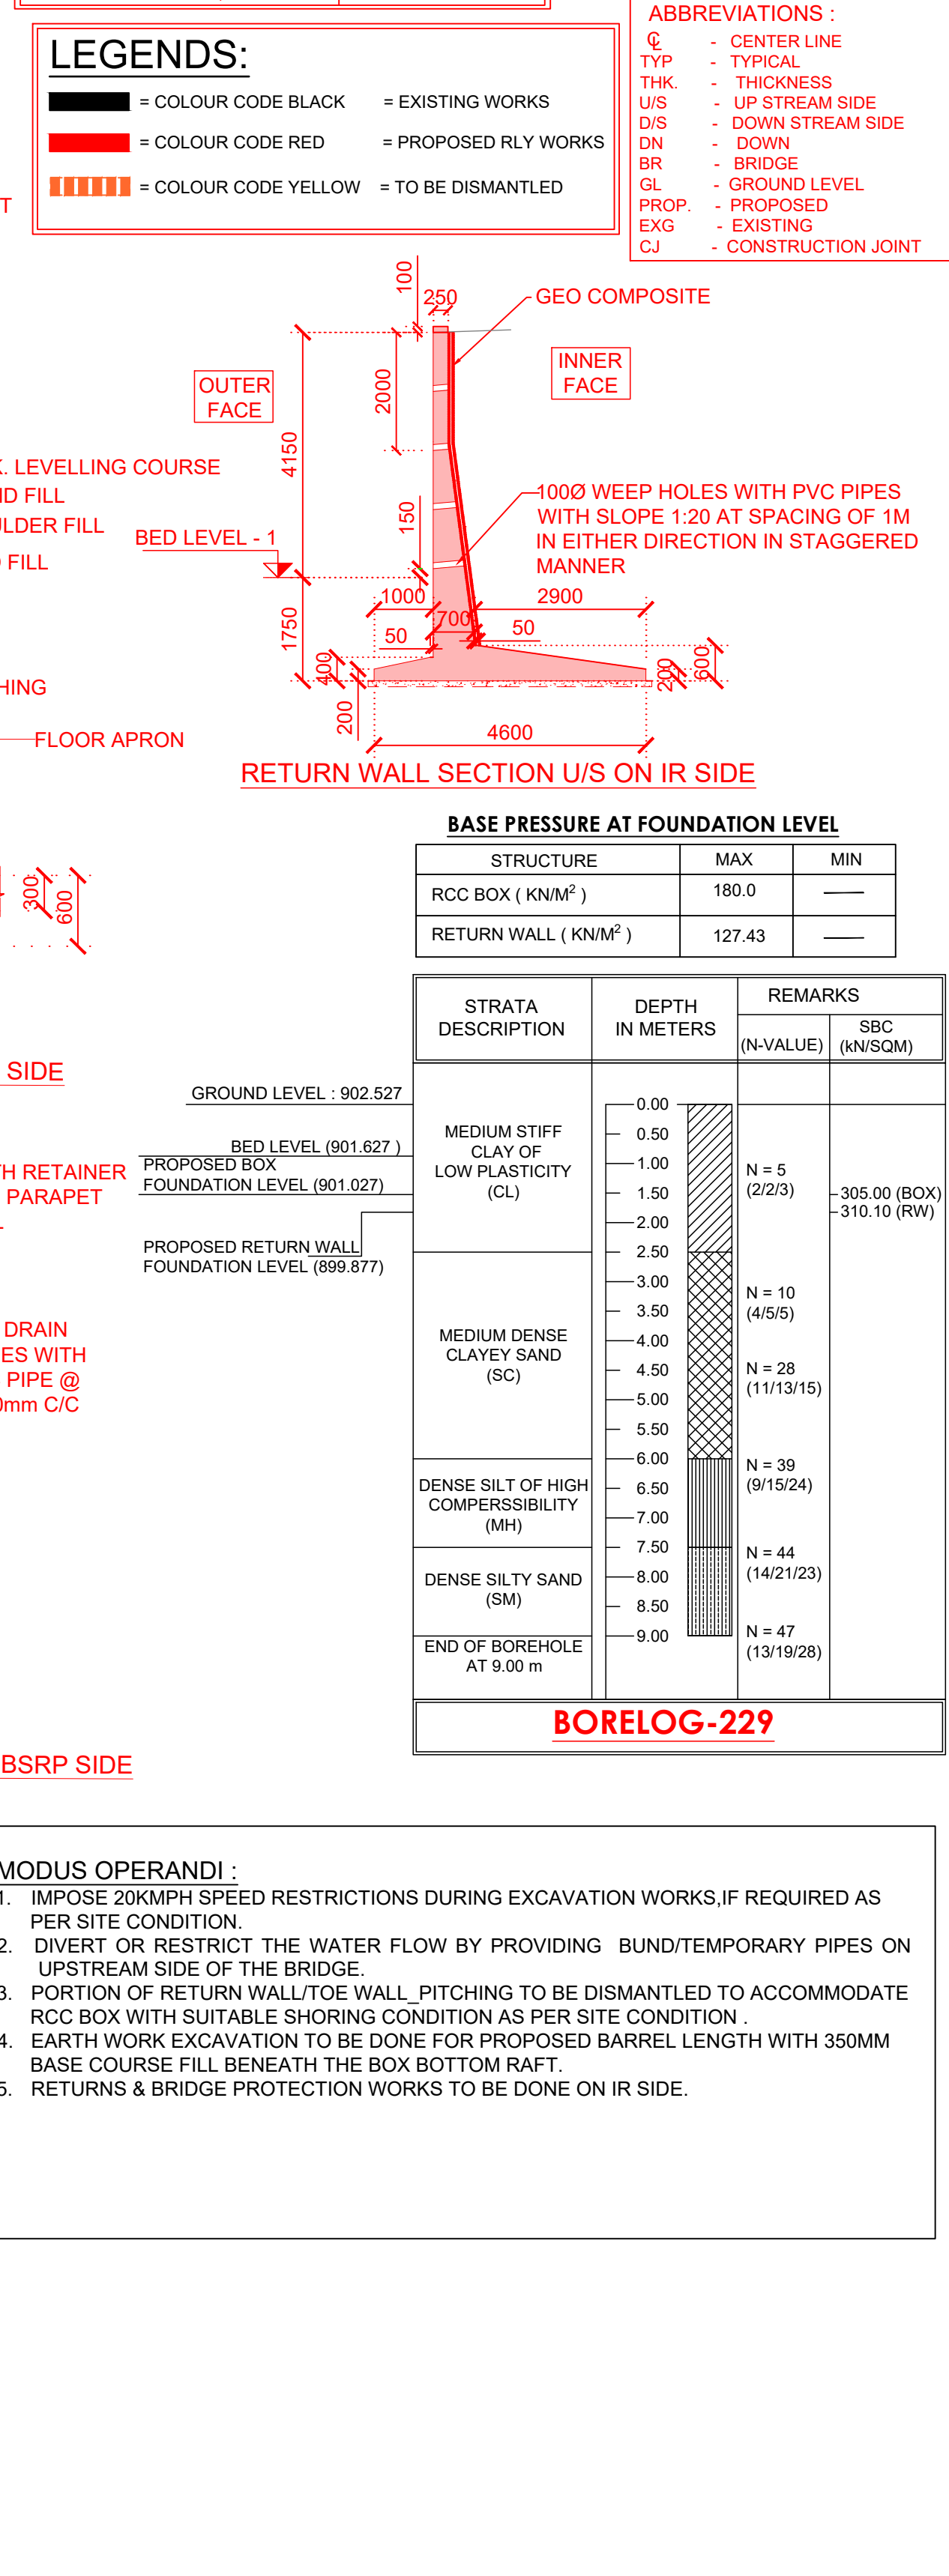 LEGENDS:
= COLOUR CODE BLACK = EXISTING WORKS
= COLOUR CODE RED = PROPOSED RLY WORKS
= COLOUR CODE YELLOW = TO BE DISMANTLED
ABBREVIATIONS :
℄ - CENTER LINE
TYP - TYPICAL
THK. - THICKNESS
U/S - UP STREAM SIDE
D/S - DOWN STREAM SIDE
DN - DOWN
BR - BRIDGE
GL - GROUND LEVEL
PROP. - PROPOSED
EXG - EXISTING
CJ - CONSTRUCTION JOINT
100
250
GEO COMPOSITE
OUTER
FACE
INNER
FACE
2000
4150
150
BED LEVEL - 1
100Ø WEEP HOLES WITH PVC PIPES
WITH SLOPE 1:20 AT SPACING OF 1M
IN EITHER DIRECTION IN STAGGERED
MANNER
1000
700
2900
50
50
1750
400
200
200
600
4600
RETURN WALL SECTION U/S ON IR SIDE
. LEVELLING COURSE
FILL
FILL
FILL
FLOOR APRON
300
600
SIDE
RETAINER
PARAPET
DRAIN
WITH
PIPE @
mm C/C
BSRP SIDE
BASE PRESSURE AT FOUNDATION LEVEL
STRUCTURE MAX MIN
RCC BOX ( KN/M² ) 180.0 —
RETURN WALL ( KN/M² ) 127.43 —
STRATA
DESCRIPTION
DEPTH
IN METERS
REMARKS
(N-VALUE)
SBC
(kN/SQM)
GROUND LEVEL : 902.527
BED LEVEL (901.627 )
PROPOSED BOX
FOUNDATION LEVEL (901.027)
PROPOSED RETURN WALL
FOUNDATION LEVEL (899.877)
MEDIUM STIFF
CLAY OF
LOW PLASTICITY
(CL)
MEDIUM DENSE
CLAYEY SAND
(SC)
DENSE SILT OF HIGH
COMPERSSIBILITY
(MH)
DENSE SILTY SAND
(SM)
END OF BOREHOLE
AT 9.00 m
0.00
0.50
1.00
1.50
2.00
2.50
3.00
3.50
4.00
4.50
5.00
5.50
6.00
6.50
7.00
7.50
8.00
8.50
9.00
N = 5
(2/2/3)
N = 10
(4/5/5)
N = 28
(11/13/15)
N = 39
(9/15/24)
N = 44
(14/21/23)
N = 47
(13/19/28)
305.00 (BOX)
310.10 (RW)
BORELOG-229
MODUS OPERANDI :
1. IMPOSE 20KMPH SPEED RESTRICTIONS DURING EXCAVATION WORKS,IF REQUIRED AS
PER SITE CONDITION.
2. DIVERT OR RESTRICT THE WATER FLOW BY PROVIDING BUND/TEMPORARY PIPES ON
UPSTREAM SIDE OF THE BRIDGE.
3. PORTION OF RETURN WALL/TOE WALL_PITCHING TO BE DISMANTLED TO ACCOMMODATE
RCC BOX WITH SUITABLE SHORING CONDITION AS PER SITE CONDITION .
4. EARTH WORK EXCAVATION TO BE DONE FOR PROPOSED BARREL LENGTH WITH 350MM
BASE COURSE FILL BENEATH THE BOX BOTTOM RAFT.
5. RETURNS & BRIDGE PROTECTION WORKS TO BE DONE ON IR SIDE.